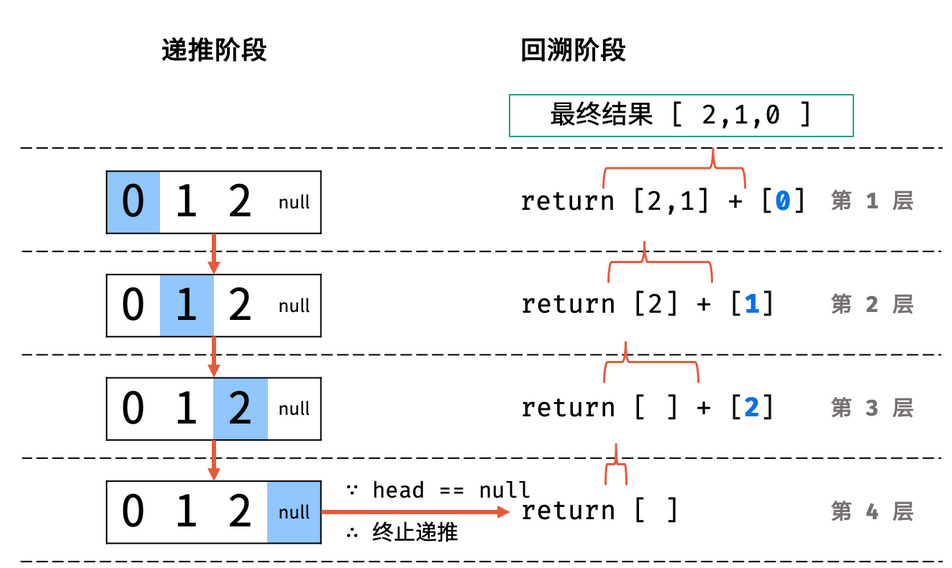 递推阶段
回溯阶段
最终结果 [ 2,1,0 ]
0 1 2 null
return [2,1] + [0] 第 1 层
0 1 2 null
return [2] + [1] 第 2 层
0 1 2 null
return [ ] + [2] 第 3 层
0 1 2 null
∵ head == null
∴ 终止递推
return [ ] 第 4 层